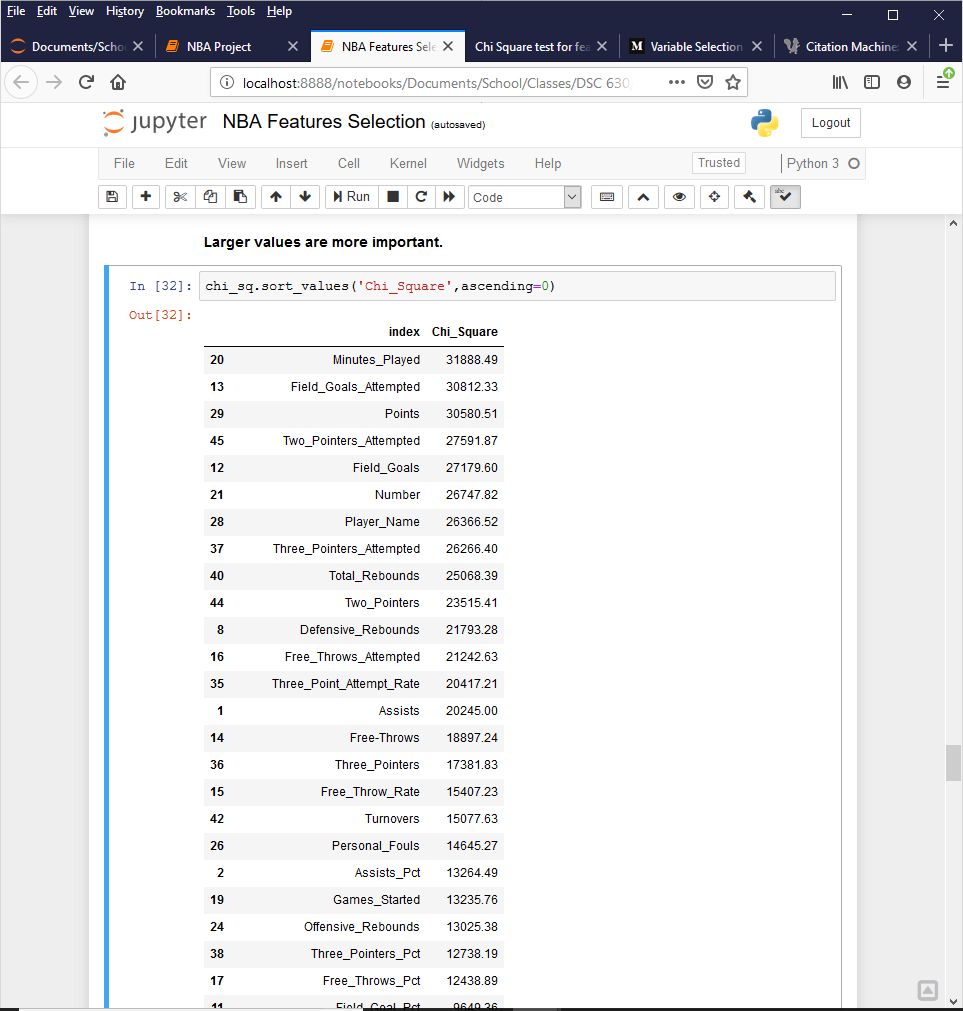 File Edit View History Bookmarks Tools Help
Documents/Scho NBA Project NBA Features Sele Chi Square test for fea M Variable Selection Citation Machine:
localhost:8888/notebooks/Documents/School/Classes/DSC 630/
jupyter NBA Features Selection (autosaved) Logout
File Edit View Insert Cell Kernel Widgets Help Trusted Python 3
Run Code abc
Larger values are more important.
In [32]: chi_sq.sort_values('Chi_Square',ascending=0)
Out[32]:
index Chi_Square
20 Minutes_Played 31888.49
13 Field_Goals_Attempted 30812.33
29 Points 30580.51
45 Two_Pointers_Attempted 27591.87
12 Field_Goals 27179.60
21 Number 26747.82
28 Player_Name 26366.52
37 Three_Pointers_Attempted 26266.40
40 Total_Rebounds 25068.39
44 Two_Pointers 23515.41
8 Defensive_Rebounds 21793.28
16 Free_Throws_Attempted 21242.63
35 Three_Point_Attempt_Rate 20417.21
1 Assists 20245.00
14 Free-Throws 18897.24
36 Three_Pointers 17381.83
15 Free_Throw_Rate 15407.23
42 Turnovers 15077.63
26 Personal_Fouls 14645.27
2 Assists_Pct 13264.49
19 Games_Started 13235.76
24 Offensive_Rebounds 13025.38
38 Three_Pointers_Pct 12738.19
17 Free_Throws_Pct 12438.89
11 Field_Goal_Pct 9649.36